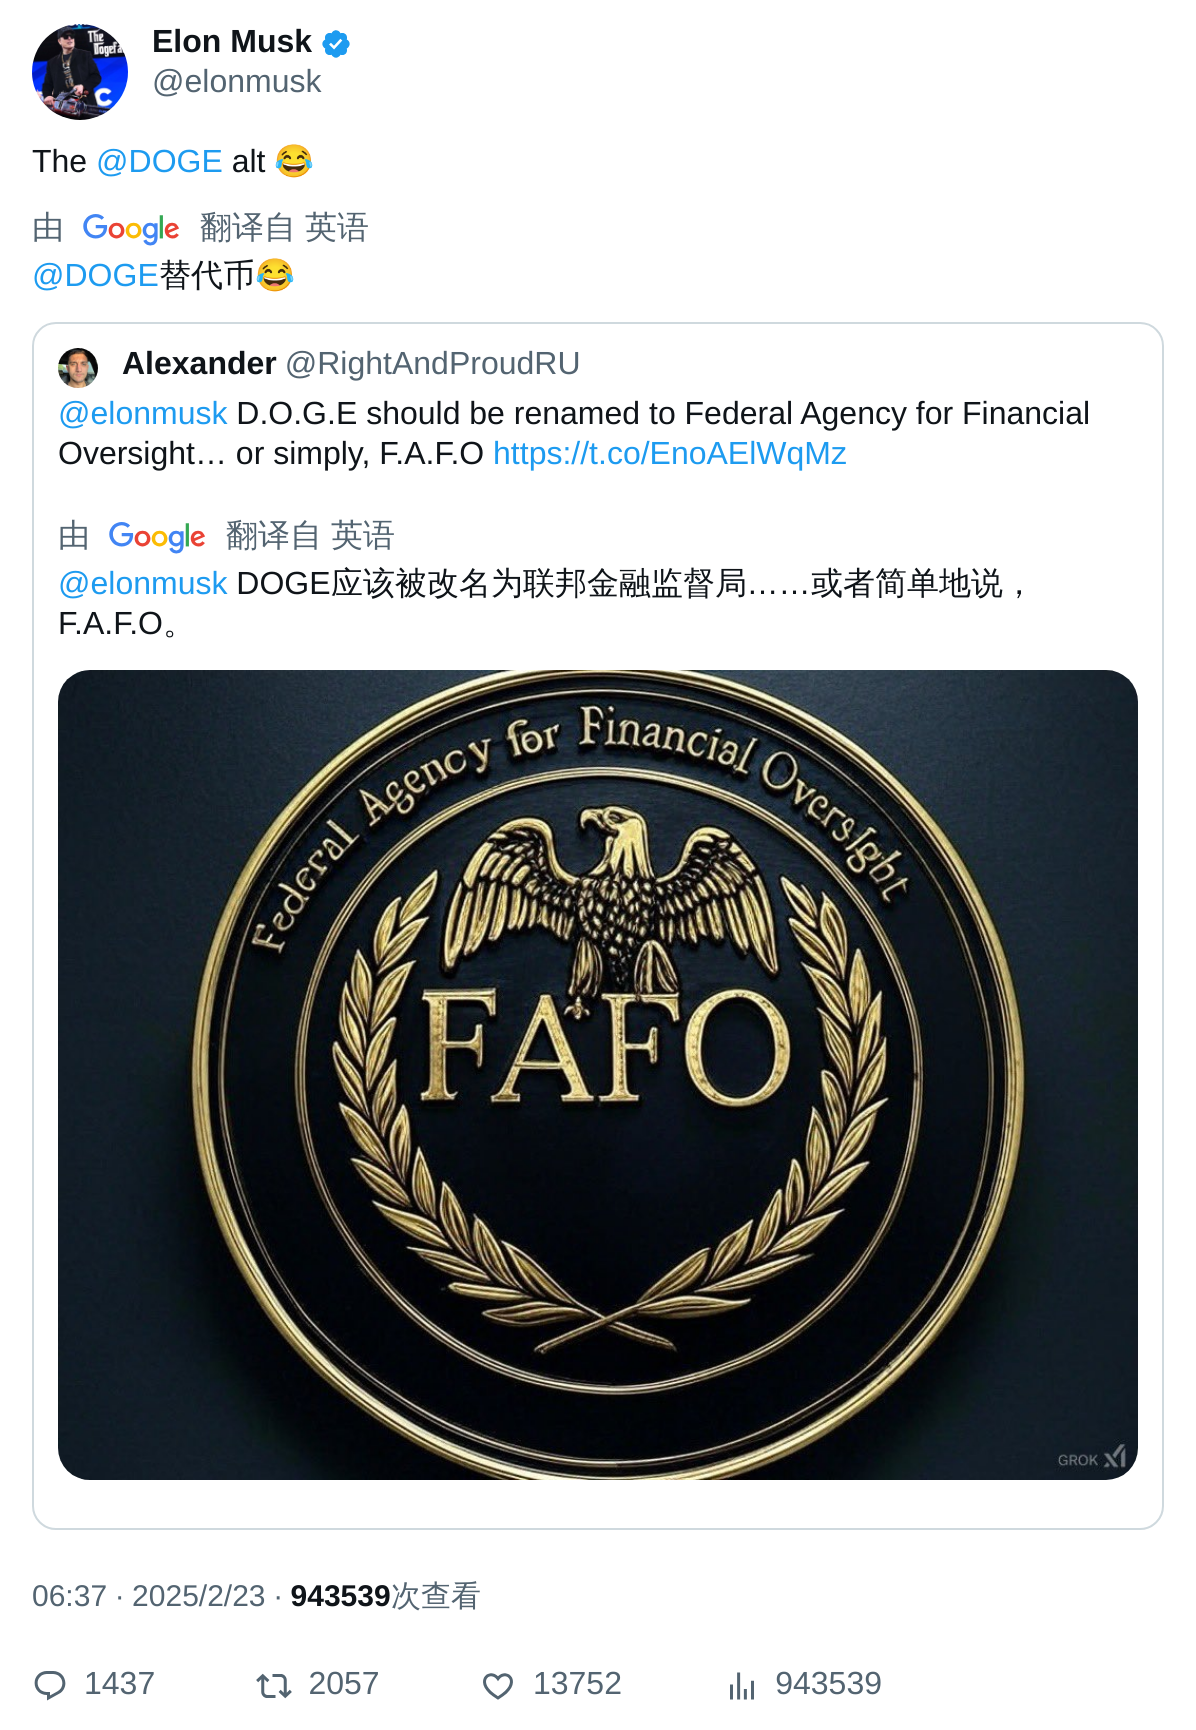 The
Dogefa
C
Elon Musk
@elonmusk
The @DOGE alt 😂
由 Google 翻译自 英语
@DOGE替代币😂
Alexander @RightAndProudRU
@elonmusk D.O.G.E should be renamed to Federal Agency for Financial
Oversight… or simply, F.A.F.O https://t.co/EnoAElWqMz
由 Google 翻译自 英语
@elonmusk DOGE应该被改名为联邦金融监督局……或者简单地说，
F.A.F.O。
Federal Agency for Financial Oversight
FAFO
GROK xI
06:37 · 2025/2/23 · 943539次查看
1437 2057 13752 943539